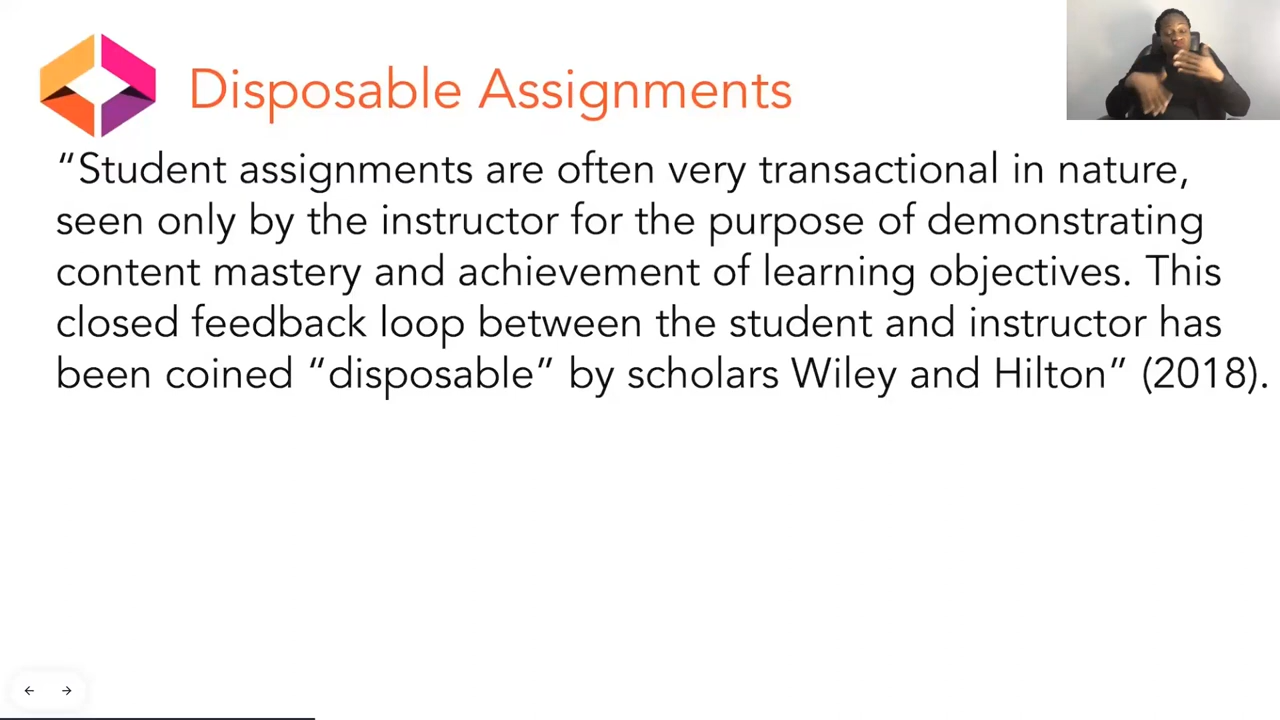 Disposable Assignments
“Student assignments are often very transactional in nature,
seen only by the instructor for the purpose of demonstrating
content mastery and achievement of learning objectives. This
closed feedback loop between the student and instructor has
been coined “disposable” by scholars Wiley and Hilton” (2018).